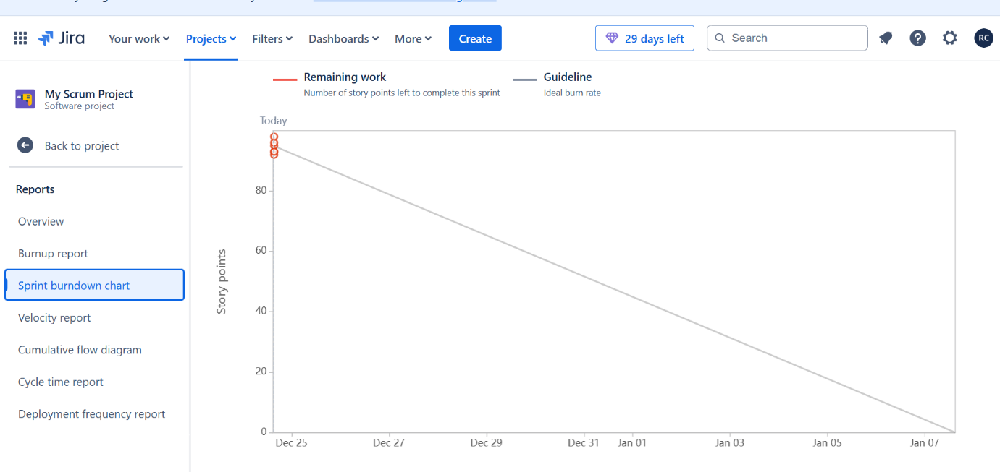 Jira
Your work
Projects
Filters
Dashboards
More
Create
29 days left
Search
RC
My Scrum Project
Software project
Back to project
Reports
Overview
Burnup report
Sprint burndown chart
Velocity report
Cumulative flow diagram
Cycle time report
Deployment frequency report
Remaining work
Number of story points left to complete this sprint
Guideline
Ideal burn rate
Today
Story points
80
60
40
20
0
Dec 25
Dec 27
Dec 29
Dec 31
Jan 01
Jan 03
Jan 05
Jan 07